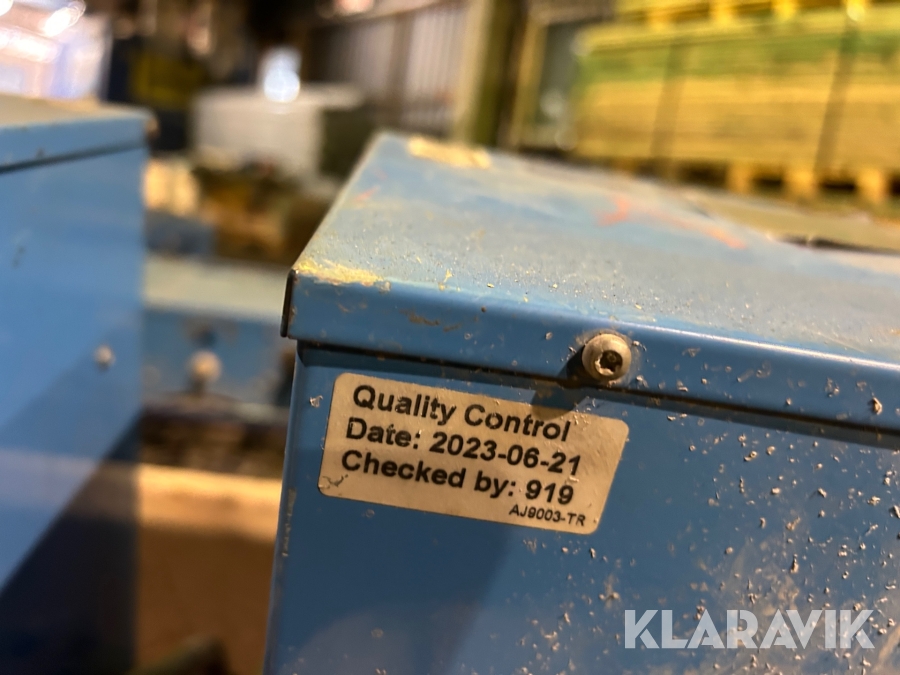 Quality Control
Date: 2023-06-21
Checked by: 919
AJ9003-TR
KLARAVIK